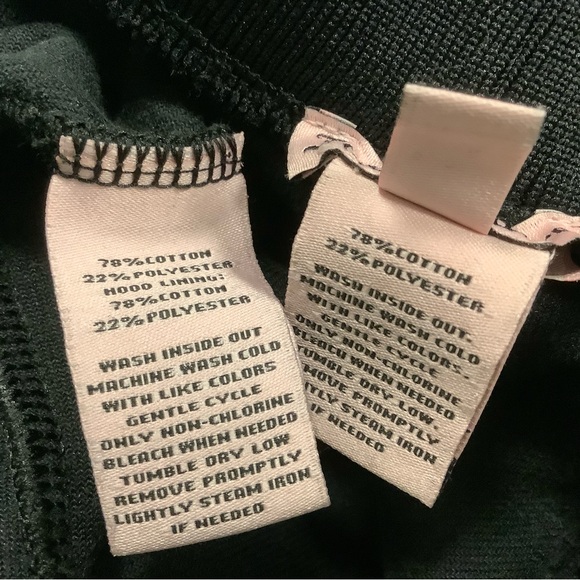 78% COTTON
22% POLYESTER
HOOD LINING:
78% COTTON
22% POLYESTER
WASH INSIDE OUT
MACHINE WASH COLD
WITH LIKE COLORS
GENTLE CYCLE
ONLY NON-CHLORINE
BLEACH WHEN NEEDED
TUMBLE DRY LOW
REMOVE PROMPTLY
LIGHTLY STEAM IRON
IF NEEDED
78% COTTON
22% POLYESTER
WASH INSIDE OUT.
MACHINE WASH COLD
WITH LIKE COLORS.
GENTLE CYCLE
ONLY NON-CHLORINE
BLEACH WHEN NEEDED
TUMBLE DRY LOW.
REMOVE PROMPTLY
STEAM IRON
IF NEEDED